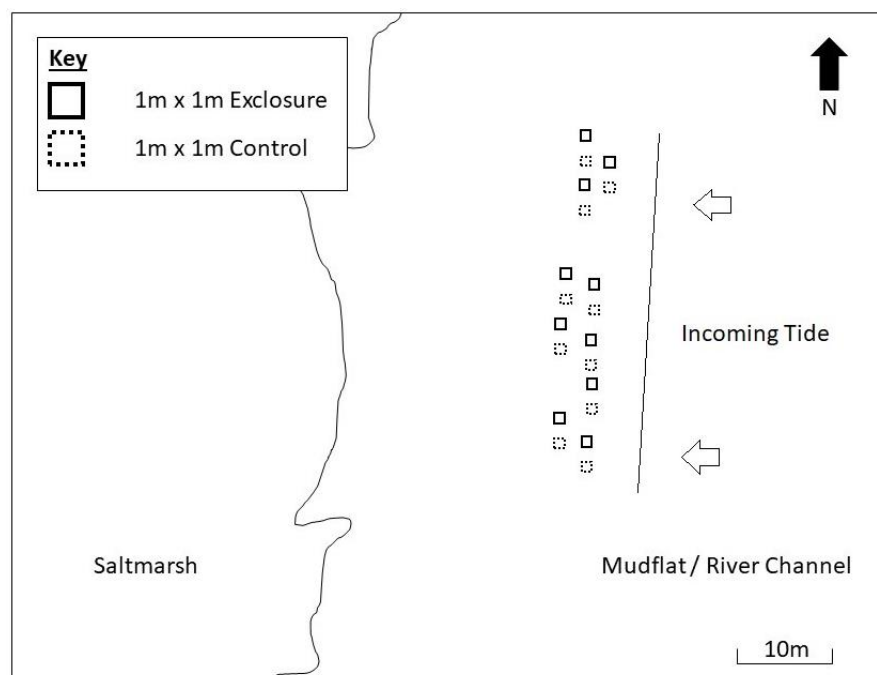 Key
1m x 1m Exclosure
1m x 1m Control
N
Incoming Tide
Saltmarsh
Mudflat / River Channel
10m